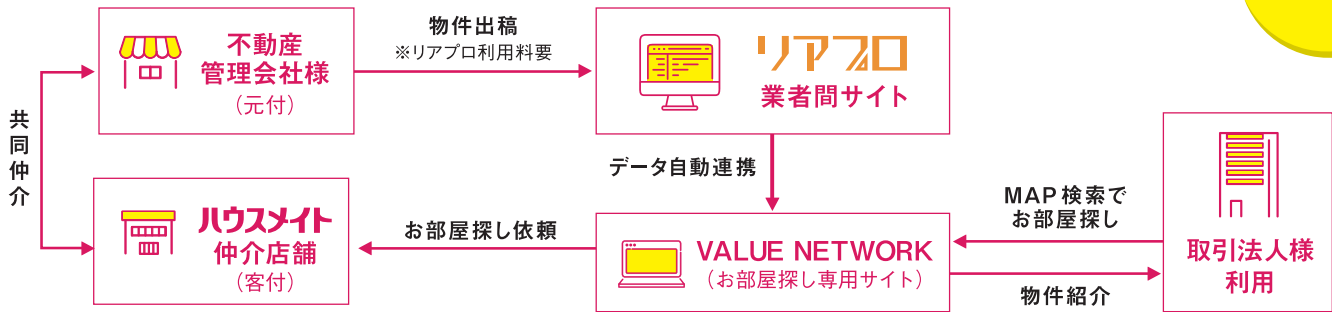 不動産
管理会社様
（元付）
物件出稿
※リアプロ利用料要
リアプロ
業者間サイト
共同仲介
データ自動連携
ハウスメイト
仲介店舗
（客付）
お部屋探し依頼
VALUE NETWORK
（お部屋探し専用サイト）
MAP検索で
お部屋探し
物件紹介
取引法人様
利用